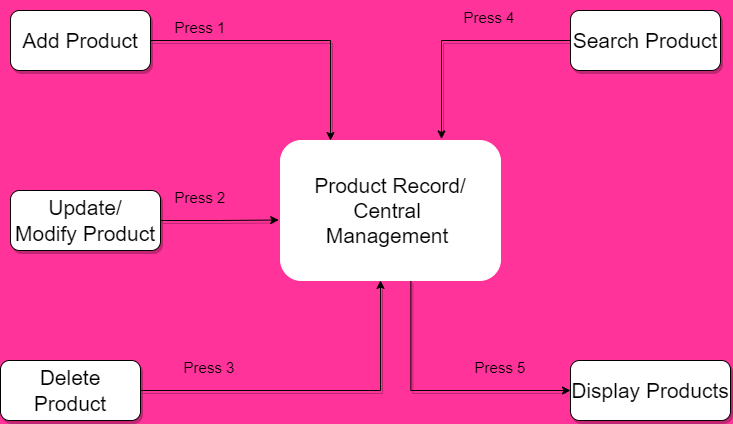 Add Product
Press 1
Press 4
Search Product
Product Record/
Central
Management
Update/
Modify Product
Press 2
Delete
Product
Press 3
Press 5
Display Products